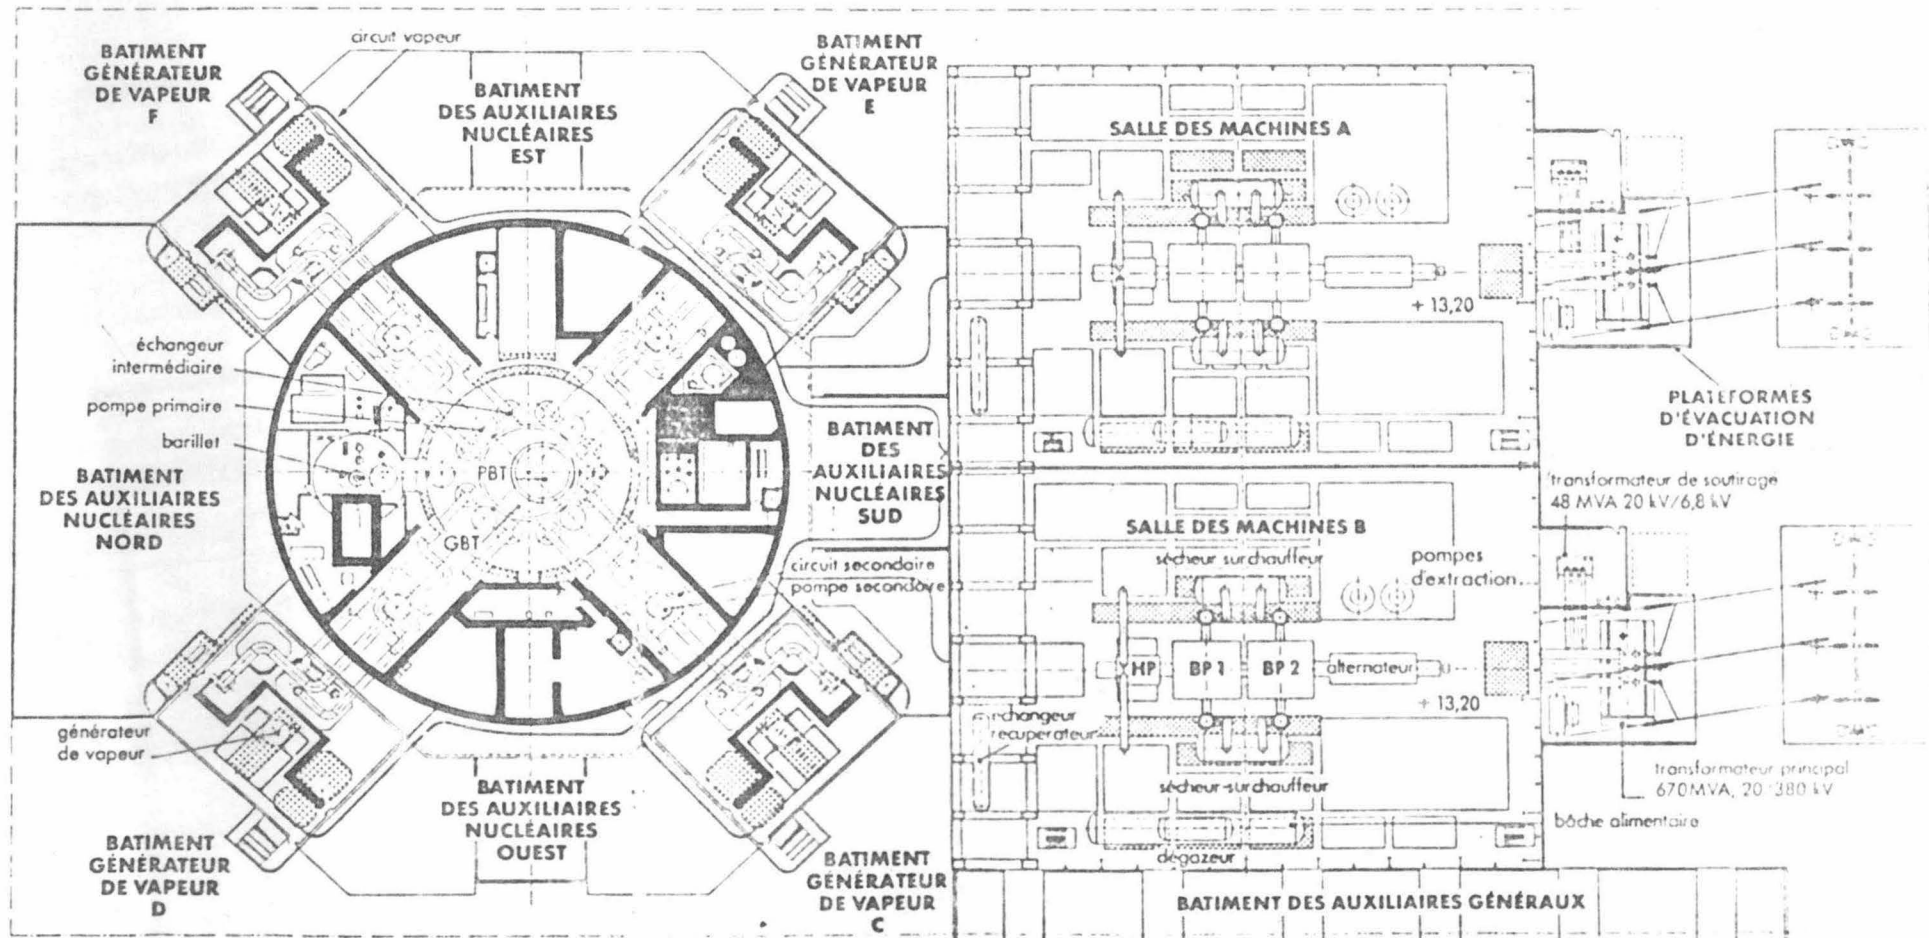 circuit vapeur
BATIMENT
GÉNÉRATEUR
DE VAPEUR
F
BATIMENT
DES AUXILIAIRES
NUCLÉAIRES
EST
BATIMENT
GÉNÉRATEUR
DE VAPEUR
E
SALLE DES MACHINES A
+ 13,20
échangeur
intermédiaire
pompe primaire
barillet
BATIMENT
DES AUXILIAIRES
NUCLÉAIRES
NORD
PBT
GBT
BATIMENT
DES
AUXILIAIRES
NUCLÉAIRES
SUD
circuit secondaire
pompe secondaire
PLATEFORMES
D'ÉVACUATION
D'ÉNERGIE
transformateur de soutirage
48 MVA 20 kV/6,8 kV
SALLE DES MACHINES B
sécheur surchauffeur
pompes
d'extraction
HP
BP 1
BP 2
alternateur
+ 13,20
échangeur
recuperateur
sécheur-surchauffeur
dégazeur
transformateur principal
670MVA, 20/380 kV
bâche alimentaire
générateur
de vapeur
BATIMENT
GÉNÉRATEUR
DE VAPEUR
D
BATIMENT
DES AUXILIAIRES
NUCLÉAIRES
OUEST
BATIMENT
GÉNÉRATEUR
DE VAPEUR
C
BATIMENT DES AUXILIAIRES GÉNÉRAUX